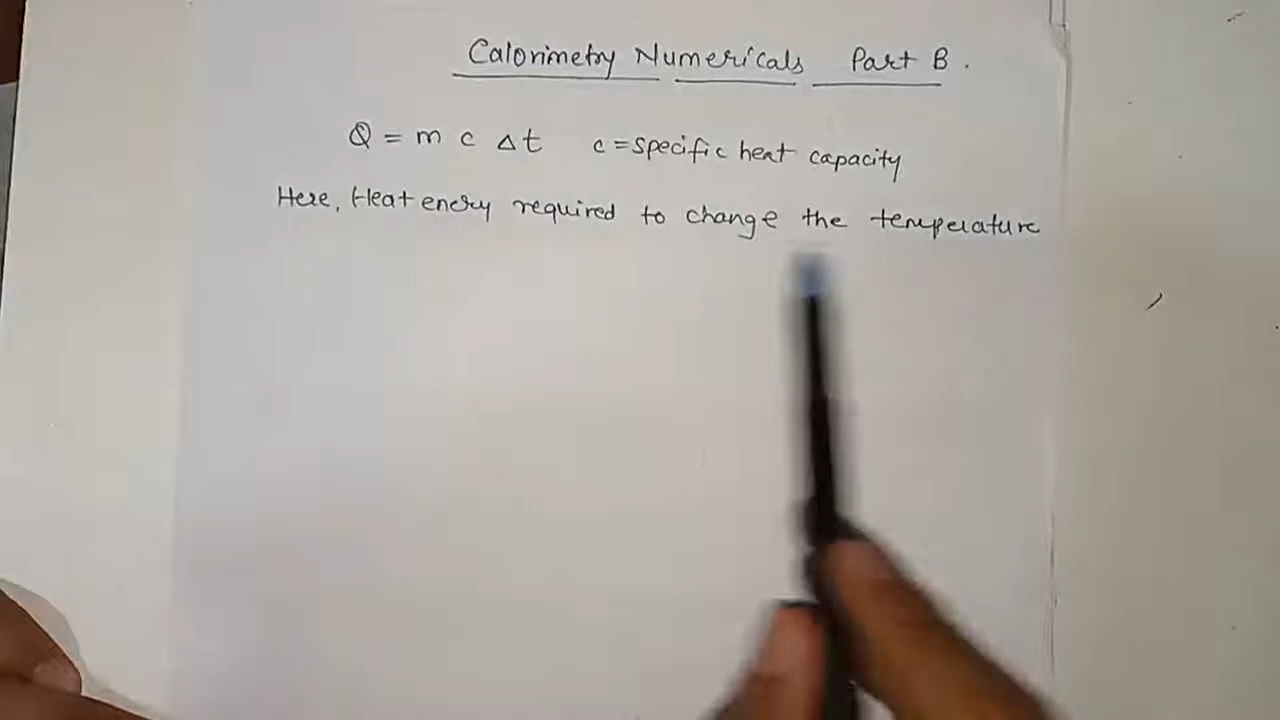 Calorimetry Numericals Part B.
Q = m c Δt c = specific heat capacity
Here, Heat enery required to change the temperature